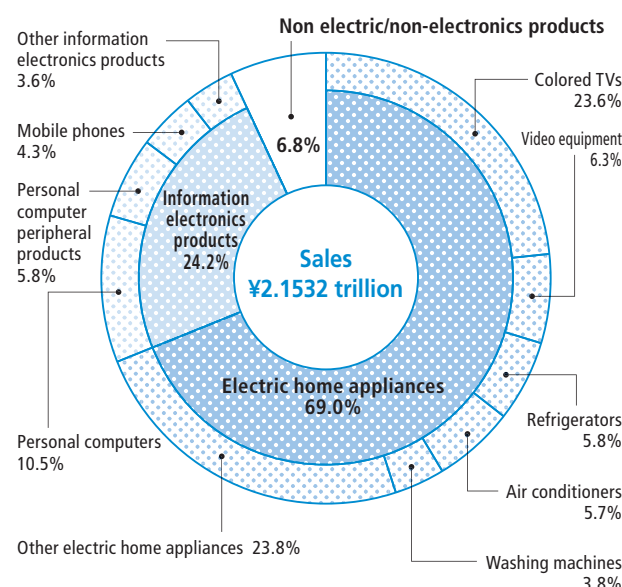 Non electric/non-electronics products
Other information
electronics products
3.6%
Mobile phones
4.3%
Personal
computer
peripheral
products
5.8%
Personal computers
10.5%
Other electric home appliances 23.8%
6.8%
Information
electronics
products
24.2%
Sales
¥2.1532 trillion
Electric home appliances
69.0%
Colored TVs
23.6%
Video equipment
6.3%
Refrigerators
5.8%
Air conditioners
5.7%
Washing machines
3.8%